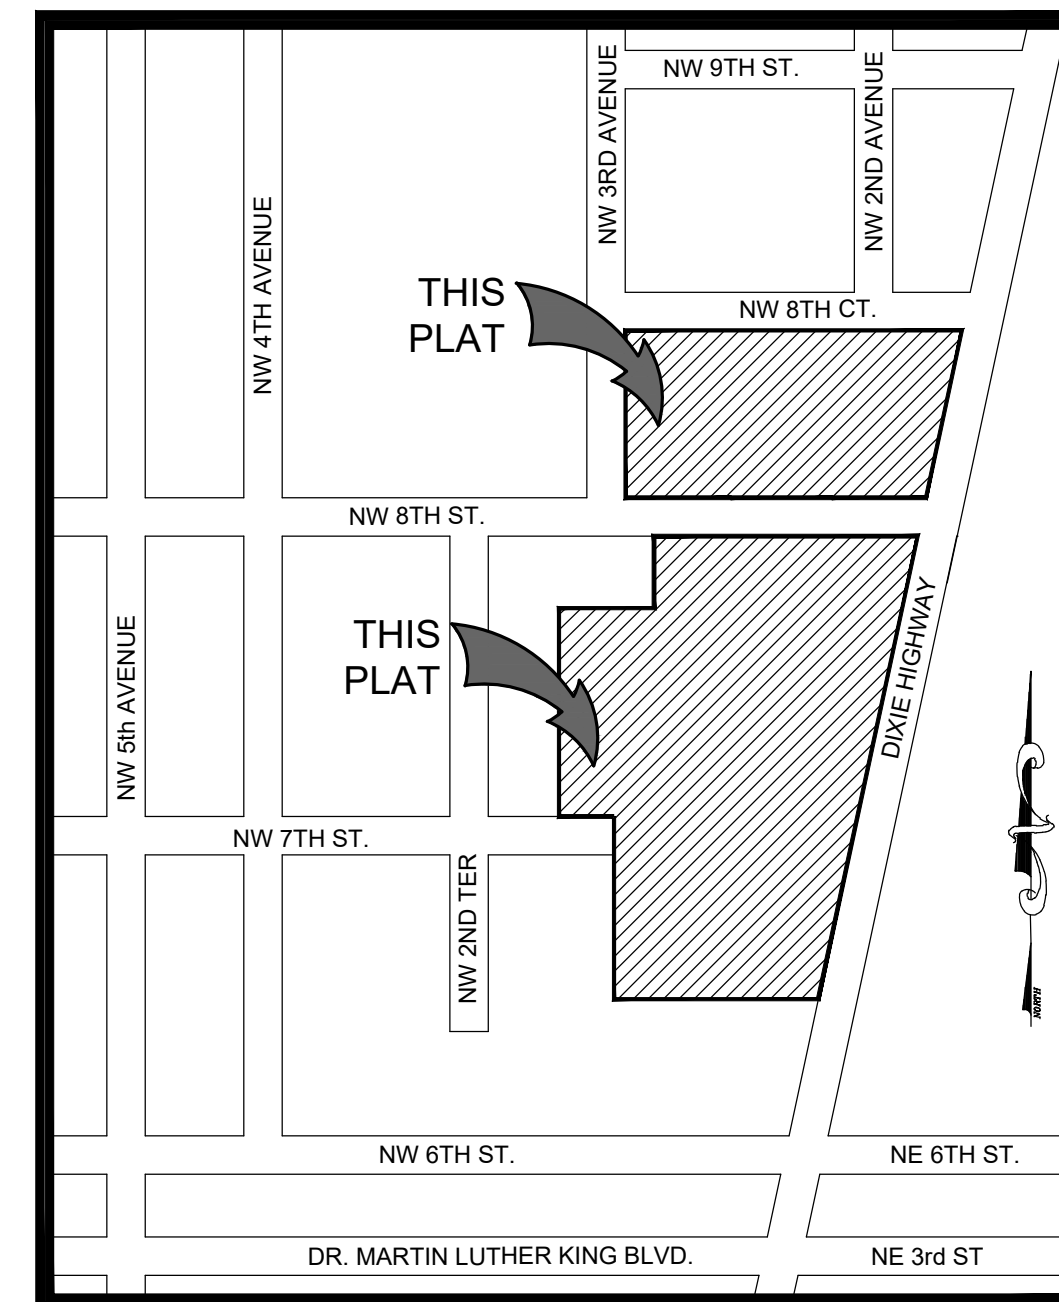 NW 9TH ST.
NW 3RD AVENUE
NW 2ND AVENUE
NW 4TH AVENUE
THIS
PLAT
NW 8TH CT.
NW 8TH ST.
DIXIE HIGHWAY
NW 5th AVENUE
THIS
PLAT
NW 7TH ST.
NW 2ND TER
NORTH
NW 6TH ST.
NE 6TH ST.
DR. MARTIN LUTHER KING BLVD.
NE 3rd ST